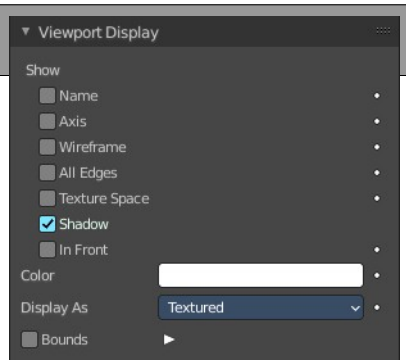 Viewport Display
Show
Name
Axis
Wireframe
All Edges
Texture Space
Shadow
In Front
Color
Display As Textured
Bounds